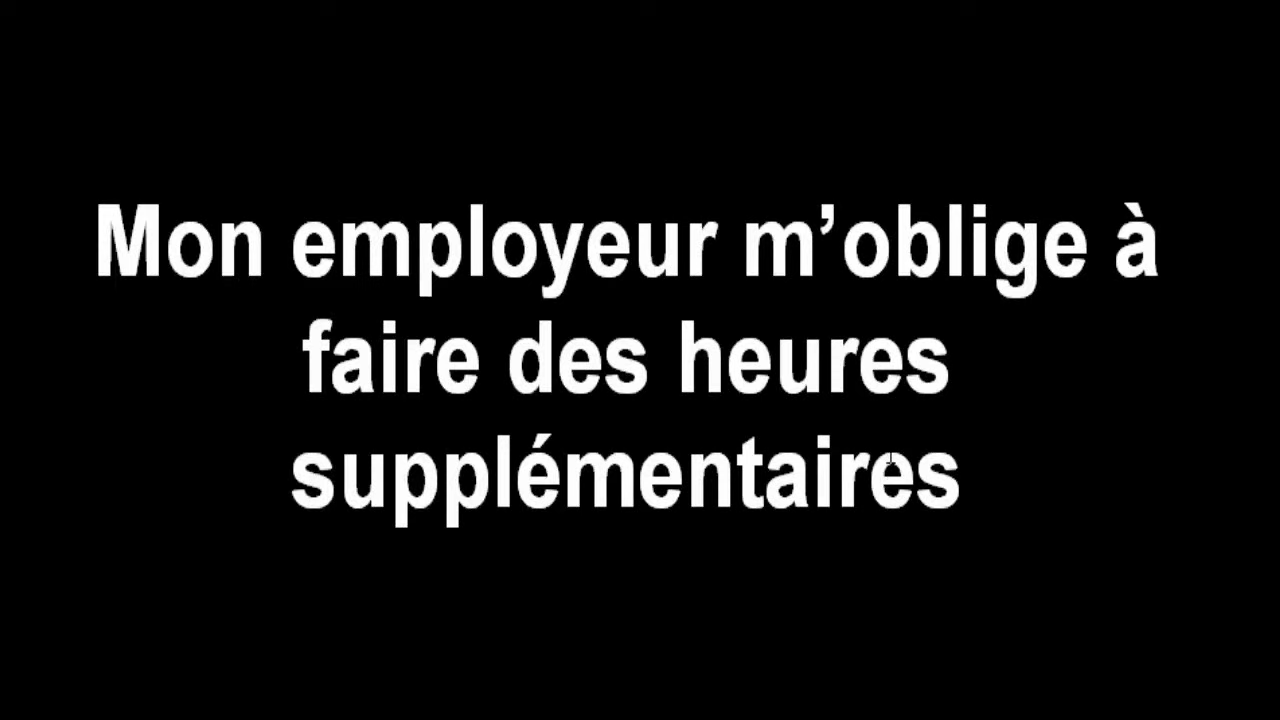 Mon employeur m’oblige à
faire des heures
supplémentaires